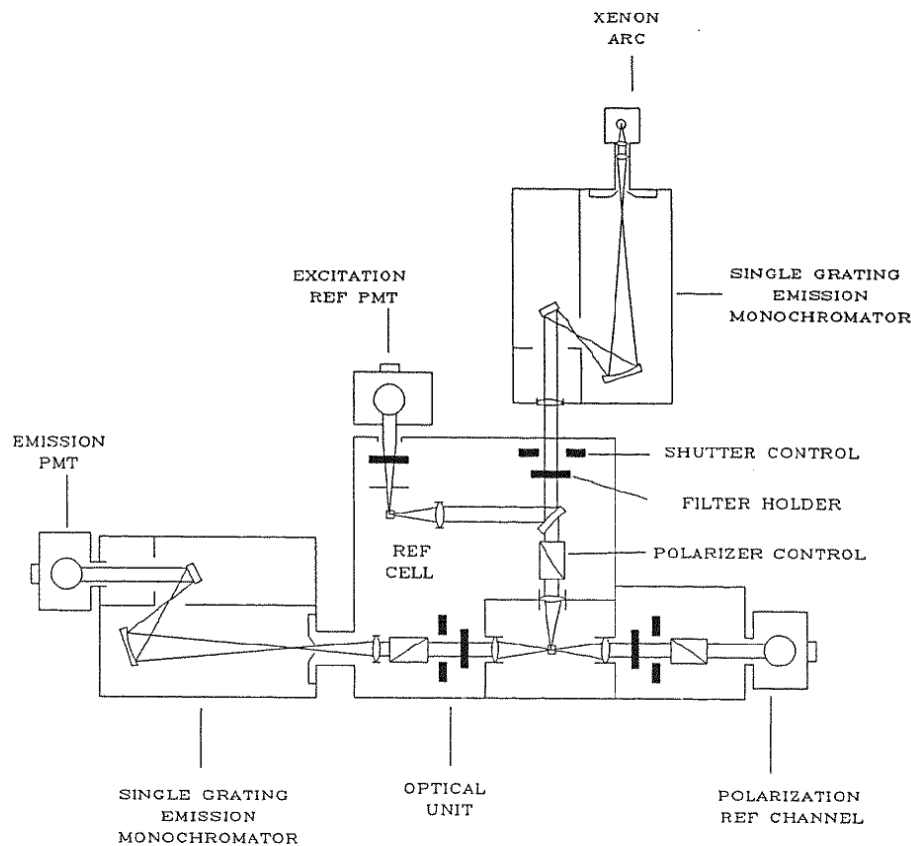 XENON
ARC
EXCITATION
REF PMT
SINGLE GRATING
EMISSION
MONOCHROMATOR
EMISSION
PMT
SHUTTER CONTROL
FILTER HOLDER
REF
CELL
POLARIZER CONTROL
SINGLE GRATING
EMISSION
MONOCHROMATOR
OPTICAL
UNIT
POLARIZATION
REF CHANNEL